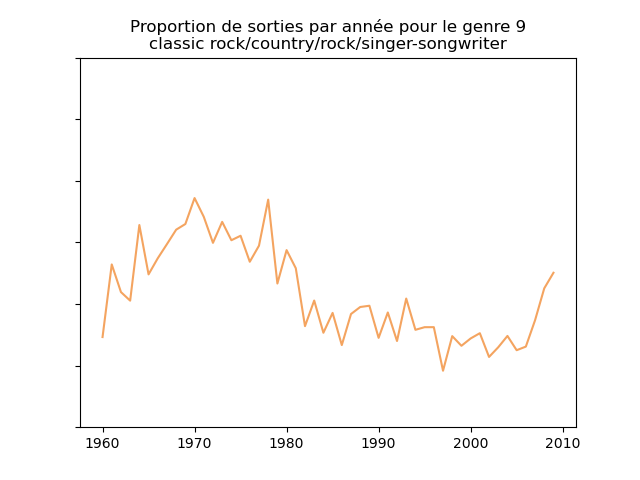 Proportion de sorties par année pour le genre 9
classic rock/country/rock/singer-songwriter
1960 1970 1980 1990 2000 2010